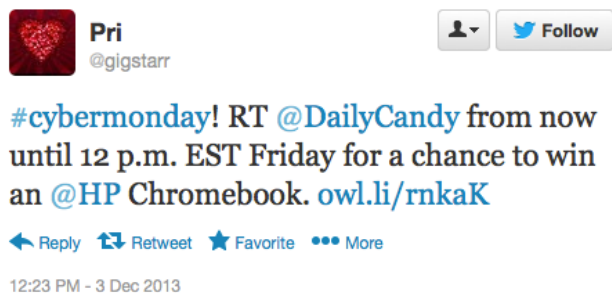 Pri
@gigstarr
Follow
#cybermonday! RT @DailyCandy from now
until 12 p.m. EST Friday for a chance to win
an @HP Chromebook. owl.li/rnkaK
Reply Retweet Favorite More
12:23 PM - 3 Dec 2013